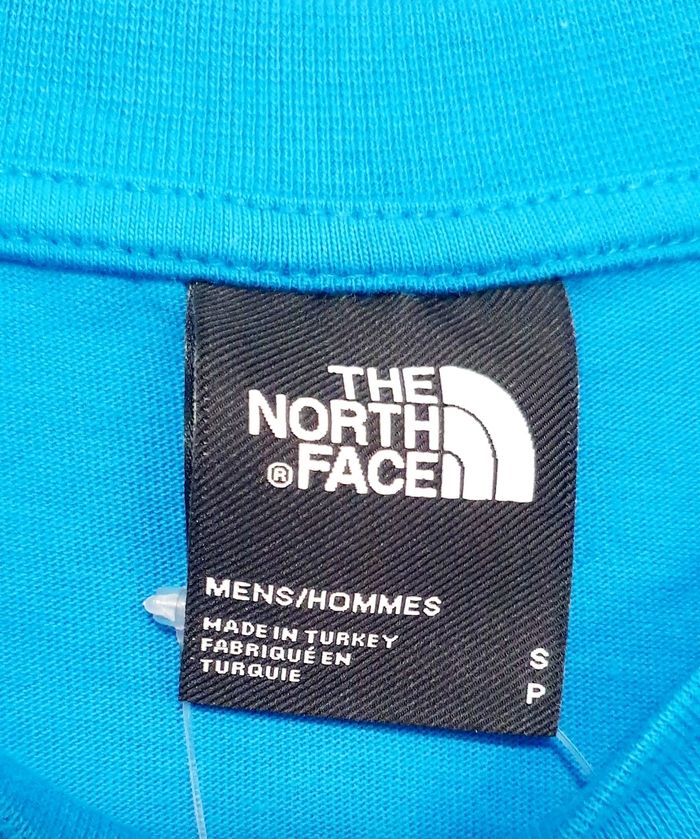 THE
NORTH
® FACE
MENS/HOMMES
MADE IN TURKEY
FABRIQUÉ EN
TURQUIE
S
P